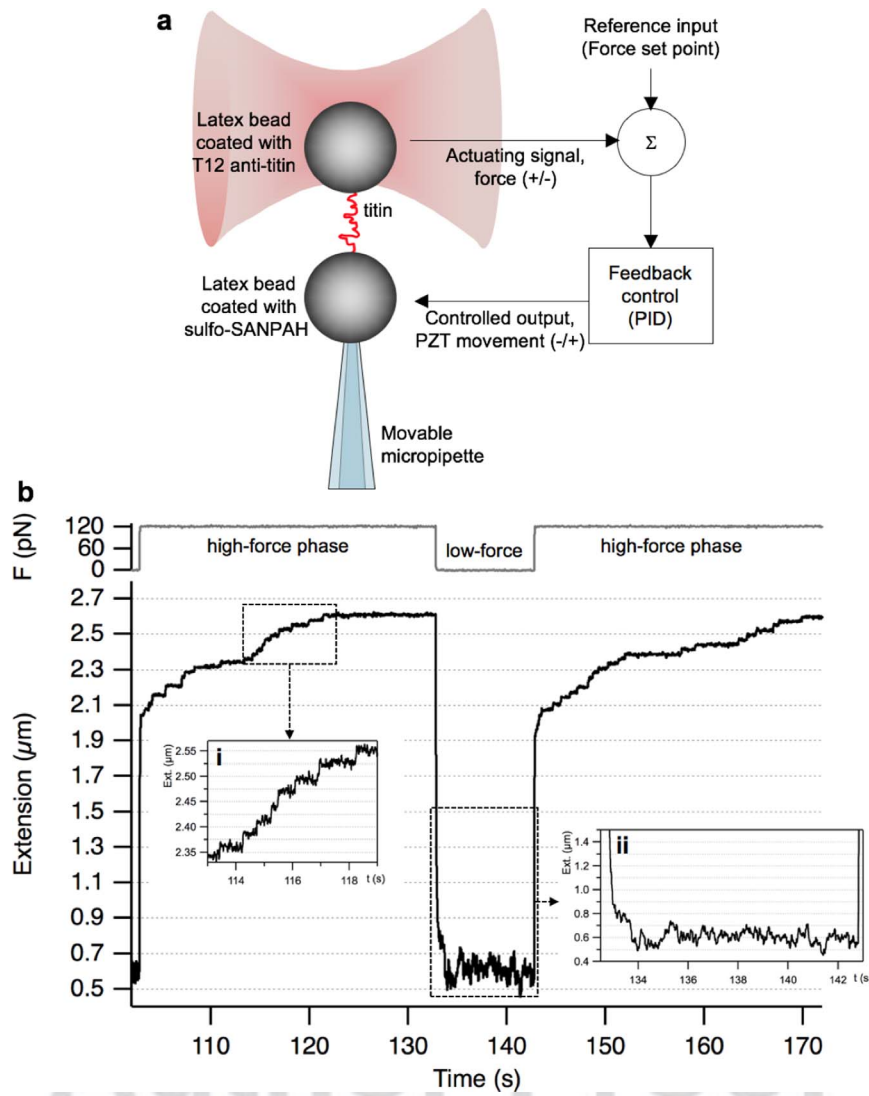 a
Reference input
(Force set point)
Latex bead
coated with
T12 anti-titin
Σ
Actuating signal,
force (+/-)
titin
Latex bead
coated with
sulfo-SANPAH
Feedback
control
(PID)
Controlled output,
PZT movement (-/+)
Movable
micropipette
b
F (pN)
120
60
0
high-force phase
low-force
high-force phase
Extension (µm)
2.7
2.5
2.3
2.1
1.9
1.7
1.5
1.3
1.1
0.9
0.7
0.5
i
Ext. (µm)
2.55
2.50
2.45
2.40
2.35
114
116
118
t (s)
ii
Ext. (µm)
1.4
1.2
1.0
0.8
0.6
0.4
134
136
138
140
142
t (s
110
120
130
140
150
160
170
Time (s)